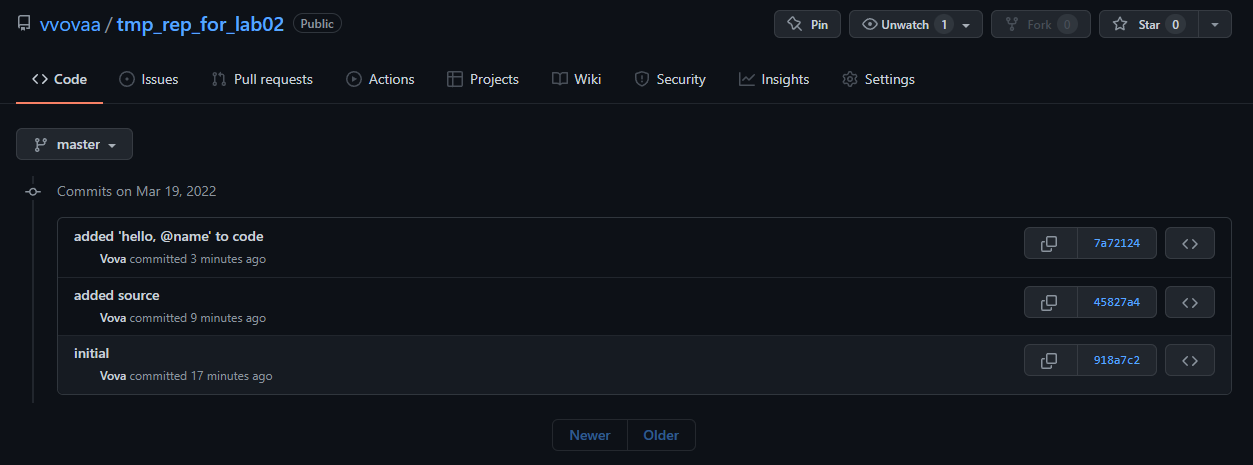 vvovaa / tmp_rep_for_lab02 Public Pin Unwatch 1 Fork 0 Star 0
Code Issues Pull requests Actions Projects Wiki Security Insights Settings
master
Commits on Mar 19, 2022
added 'hello, @name' to code
Vova committed 3 minutes ago
7a72124
added source
Vova committed 9 minutes ago
45827a4
initial
Vova committed 17 minutes ago
918a7c2
Newer Older